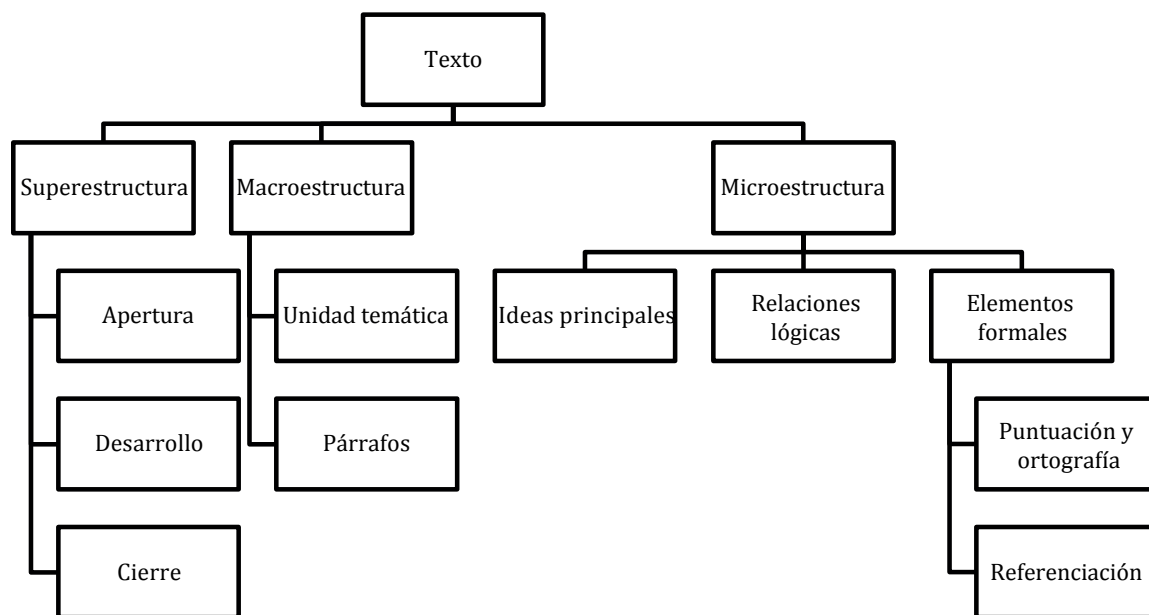 Texto
Superestructura
Macroestructura
Microestructura
Apertura
Unidad temática
Ideas principales
Relaciones
lógicas
Elementos
formales
Desarrollo
Párrafos
Puntuación y
ortografía
Cierre
Referenciación